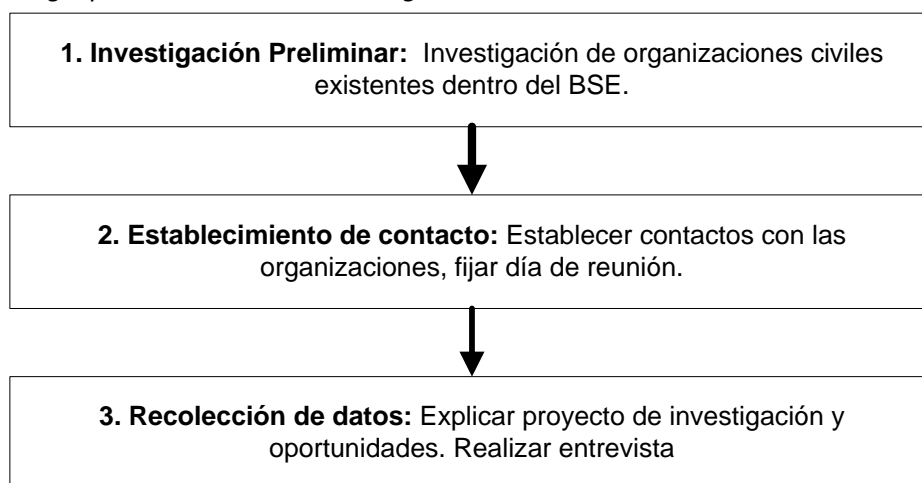 1. Investigación Preliminar: Investigación de organizaciones civiles
existentes dentro del BSE.
2. Establecimiento de contacto: Establecer contactos con las
organizaciones, fijar día de reunión.
3. Recolección de datos: Explicar proyecto de investigación y
oportunidades. Realizar entrevista